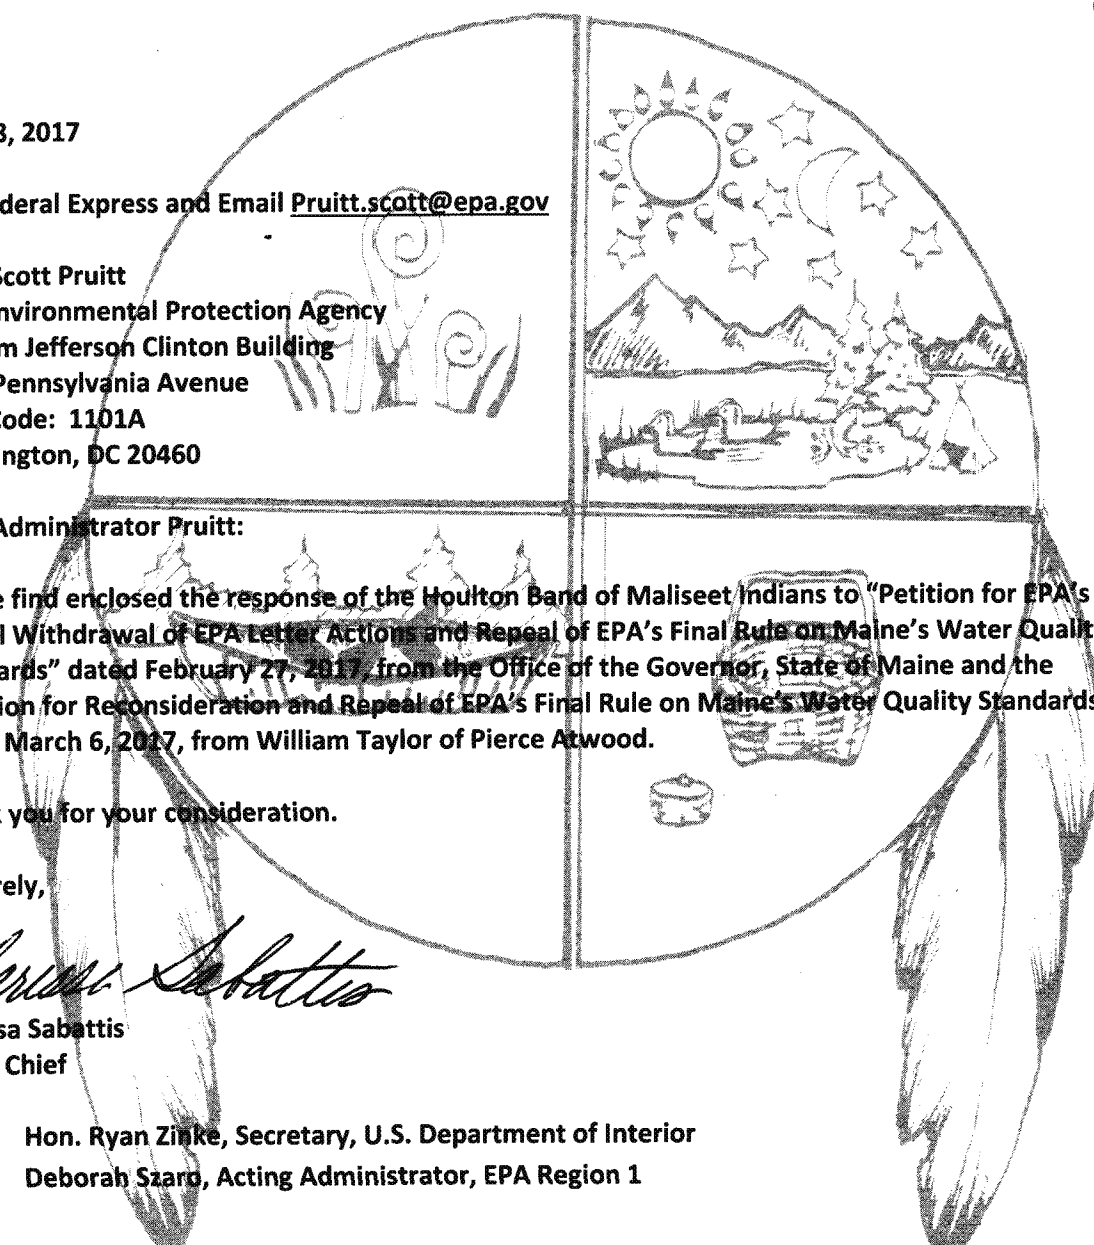 8, 2017
deral Express and Email Pruitt.scott@epa.gov
Scott Pruitt
nvironmental Protection Agency
m Jefferson Clinton Building
Pennsylvania Avenue
Code: 1101A
ngton, DC 20460
Administrator Pruitt:
e find enclosed the response of the Houlton Band of Maliseet Indians to “Petition for EPA’s
l Withdrawal of EPA Letter Actions and Repeal of EPA’s Final Rule on Maine’s Water Qualit
ards” dated February 27, 2017, from the Office of the Governor, State of Maine and the
ion for Reconsideration and Repeal of EPA’s Final Rule on Maine’s Water Quality Standards
March 6, 2017, from William Taylor of Pierce Atwood.
k you for your consideration.
rely,
Sabattis
sa Sabattis
Chief
Hon. Ryan Zinke, Secretary, U.S. Department of Interior
Deborah Szaro, Acting Administrator, EPA Region 1